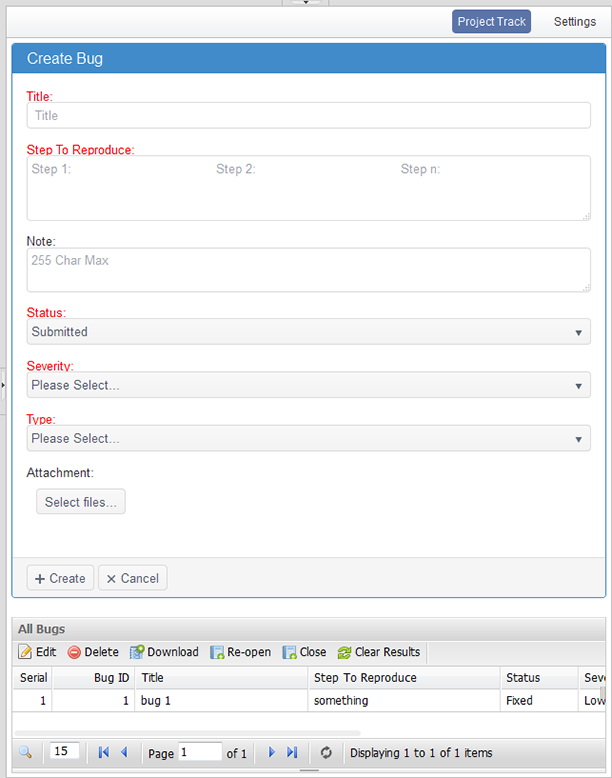 Project Track Settings
Create Bug
Title:
Title
Step To Reproduce:
Step 1: Step 2: Step n:
Note:
255 Char Max
Status:
Submitted
Severity:
Please Select...
Type:
Please Select...
Attachment:
Select files...
Create Cancel
All Bugs
Edit Delete Download Re-open Close Clear Results
Serial Bug ID Title Step To Reproduce Status Seve
1 1 bug 1 something Fixed Low
15 Page 1 of 1 Displaying 1 to 1 of 1 items